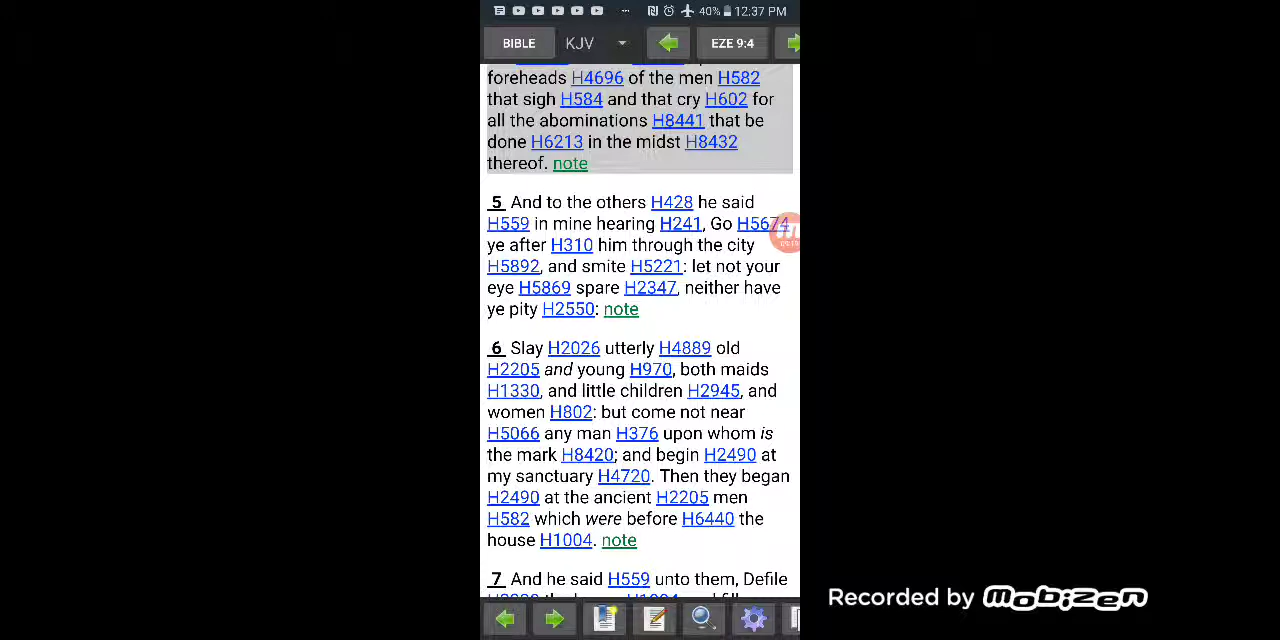 40% 12:37 PM
BIBLE KJV EZE 9:4
foreheads H4696 of the men H582
that sigh H584 and that cry H602 for
all the abominations H8441 that be
done H6213 in the midst H8432
thereof. note
5 And to the others H428 he said
H559 in mine hearing H241, Go H5674
ye after H310 him through the city
H5892, and smite H5221: let not your
eye H5869 spare H2347, neither have
ye pity H2550: note
6 Slay H2026 utterly H4889 old
H2205 and young H970, both maids
H1330, and little children H2945, and
women H802: but come not near
H5066 any man H376 upon whom is
the mark H8420; and begin H2490 at
my sanctuary H4720. Then they began
H2490 at the ancient H2205 men
H582 which were before H6440 the
house H1004. note
7 And he said H559 unto them, Defile
Recorded by mobizen